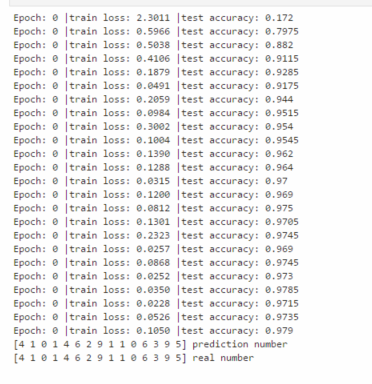 Epoch: 0 |train loss: 2.3011 |test accuracy: 0.172
Epoch: 0 |train loss: 0.5966 |test accuracy: 0.7975
Epoch: 0 |train loss: 0.5038 |test accuracy: 0.882
Epoch: 0 |train loss: 0.4106 |test accuracy: 0.9115
Epoch: 0 |train loss: 0.1879 |test accuracy: 0.9285
Epoch: 0 |train loss: 0.0491 |test accuracy: 0.9175
Epoch: 0 |train loss: 0.2059 |test accuracy: 0.944
Epoch: 0 |train loss: 0.0984 |test accuracy: 0.9515
Epoch: 0 |train loss: 0.3002 |test accuracy: 0.954
Epoch: 0 |train loss: 0.1004 |test accuracy: 0.9545
Epoch: 0 |train loss: 0.1390 |test accuracy: 0.962
Epoch: 0 |train loss: 0.1288 |test accuracy: 0.964
Epoch: 0 |train loss: 0.0315 |test accuracy: 0.97
Epoch: 0 |train loss: 0.1200 |test accuracy: 0.969
Epoch: 0 |train loss: 0.0812 |test accuracy: 0.975
Epoch: 0 |train loss: 0.1301 |test accuracy: 0.9705
Epoch: 0 |train loss: 0.2323 |test accuracy: 0.9745
Epoch: 0 |train loss: 0.0257 |test accuracy: 0.969
Epoch: 0 |train loss: 0.0868 |test accuracy: 0.9745
Epoch: 0 |train loss: 0.0252 |test accuracy: 0.973
Epoch: 0 |train loss: 0.0350 |test accuracy: 0.9785
Epoch: 0 |train loss: 0.0228 |test accuracy: 0.9715
Epoch: 0 |train loss: 0.0526 |test accuracy: 0.9735
Epoch: 0 |train loss: 0.1050 |test accuracy: 0.979
[4 1 0 1 4 6 2 9 1 1 0 6 3 9 5] prediction number
[4 1 0 1 4 6 2 9 1 1 0 6 3 9 5] real number